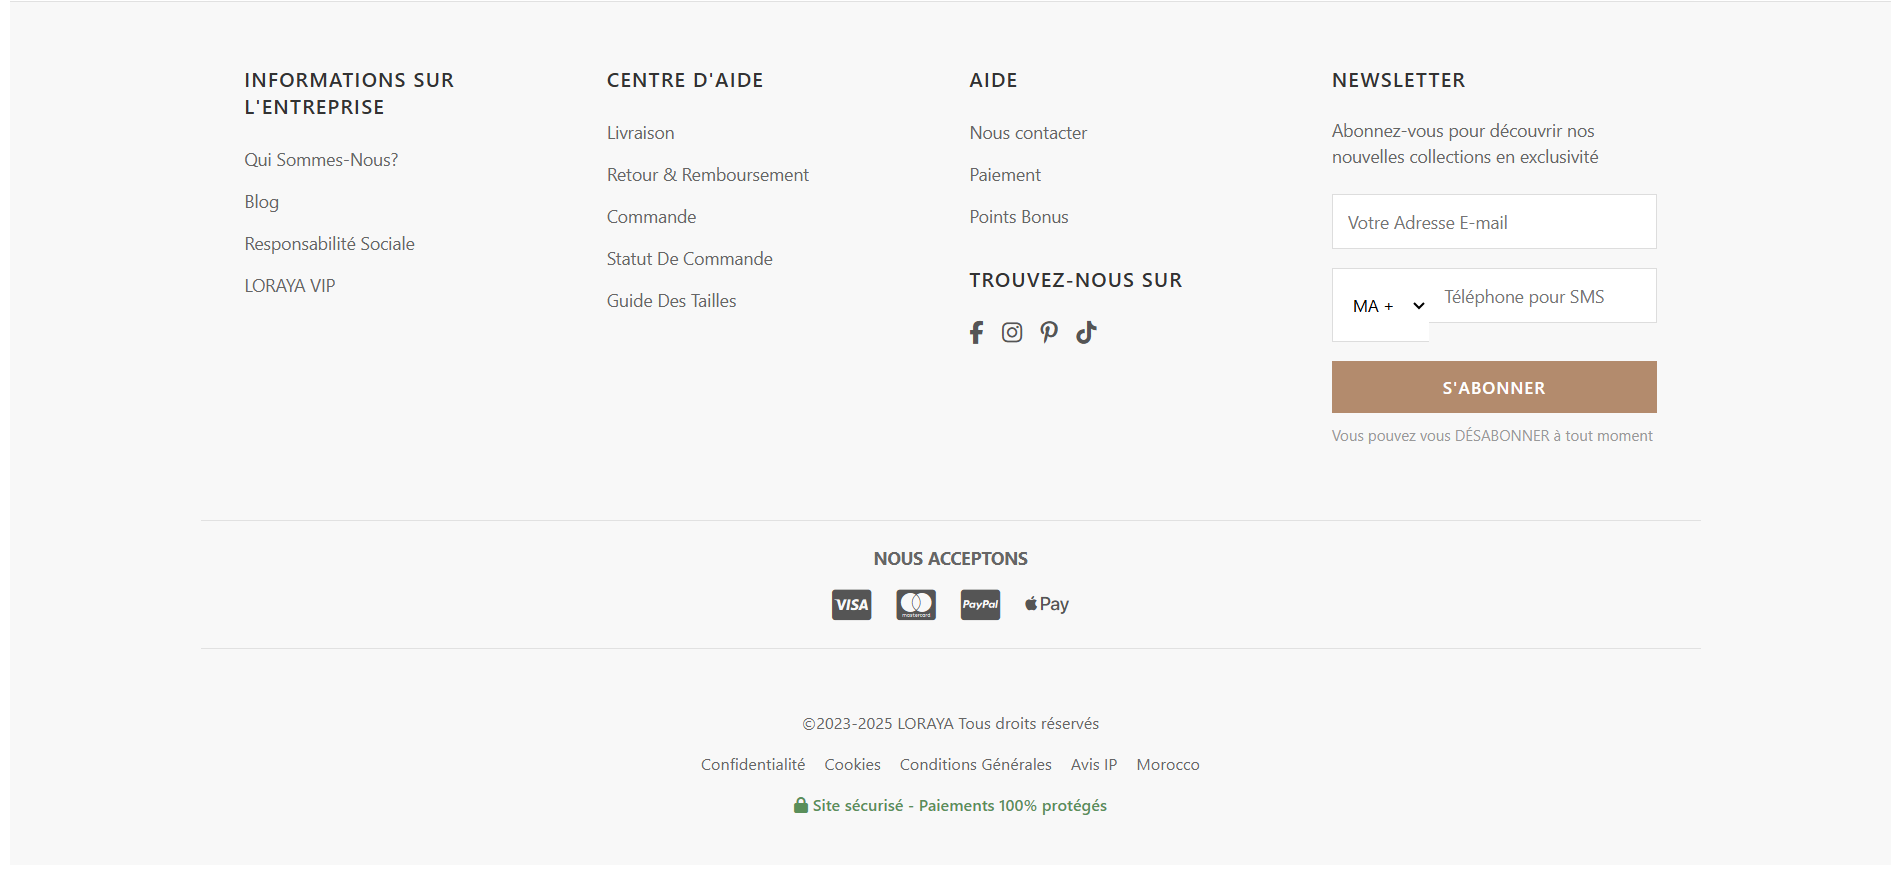 INFORMATIONS SUR
L'ENTREPRISE
Qui Sommes-Nous?
Blog
Responsabilité Sociale
LORAYA VIP
CENTRE D'AIDE
Livraison
Retour & Remboursement
Commande
Statut De Commande
Guide Des Tailles
AIDE
Nous contacter
Paiement
Points Bonus
TROUVEZ-NOUS SUR
NEWSLETTER
Abonnez-vous pour découvrir nos
nouvelles collections en exclusivité
Votre Adresse E-mail
MA +
Téléphone pour SMS
S'ABONNER
Vous pouvez vous DÉSABONNER à tout moment
NOUS ACCEPTONS
VISA mastercard PayPal Pay
©2023-2025 LORAYA Tous droits réservés
Confidentialité Cookies Conditions Générales Avis IP Morocco
Site sécurisé - Paiements 100% protégés